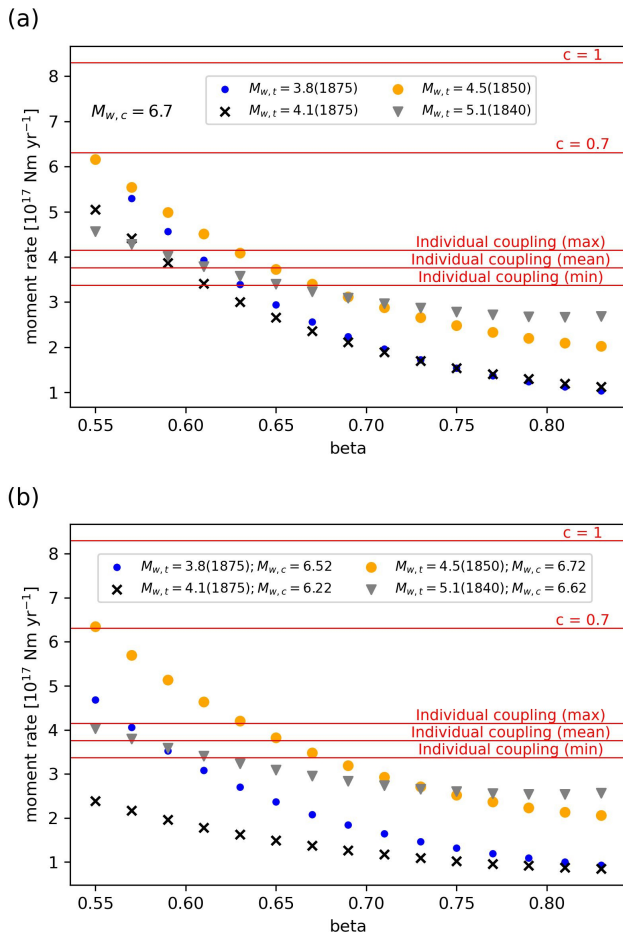 (a)
c = 1
8
M_{w,t} = 3.8(1875) M_{w,t} = 4.5(1850)
M_{w,c} = 6.7 M_{w,t} = 4.1(1875) M_{w,t} = 5.1(1840)
7
c = 0.7
6
5
Individual coupling (max)
4
Individual coupling (mean)
Individual coupling (min)
3
2
1
moment rate [10^{17} Nm yr^{-1}]
0.55 0.60 0.65 0.70 0.75 0.80
beta
(b)
c = 1
8
M_{w,t} = 3.8(1875); M_{w,c} = 6.52 M_{w,t} = 4.5(1850); M_{w,c} = 6.72
M_{w,t} = 4.1(1875); M_{w,c} = 6.22 M_{w,t} = 5.1(1840); M_{w,c} = 6.62
7
c = 0.7
6
5
Individual coupling (max)
4
Individual coupling (mean)
Individual coupling (min)
3
2
1
moment rate [10^{17} Nm yr^{-1}]
0.55 0.60 0.65 0.70 0.75 0.80
beta